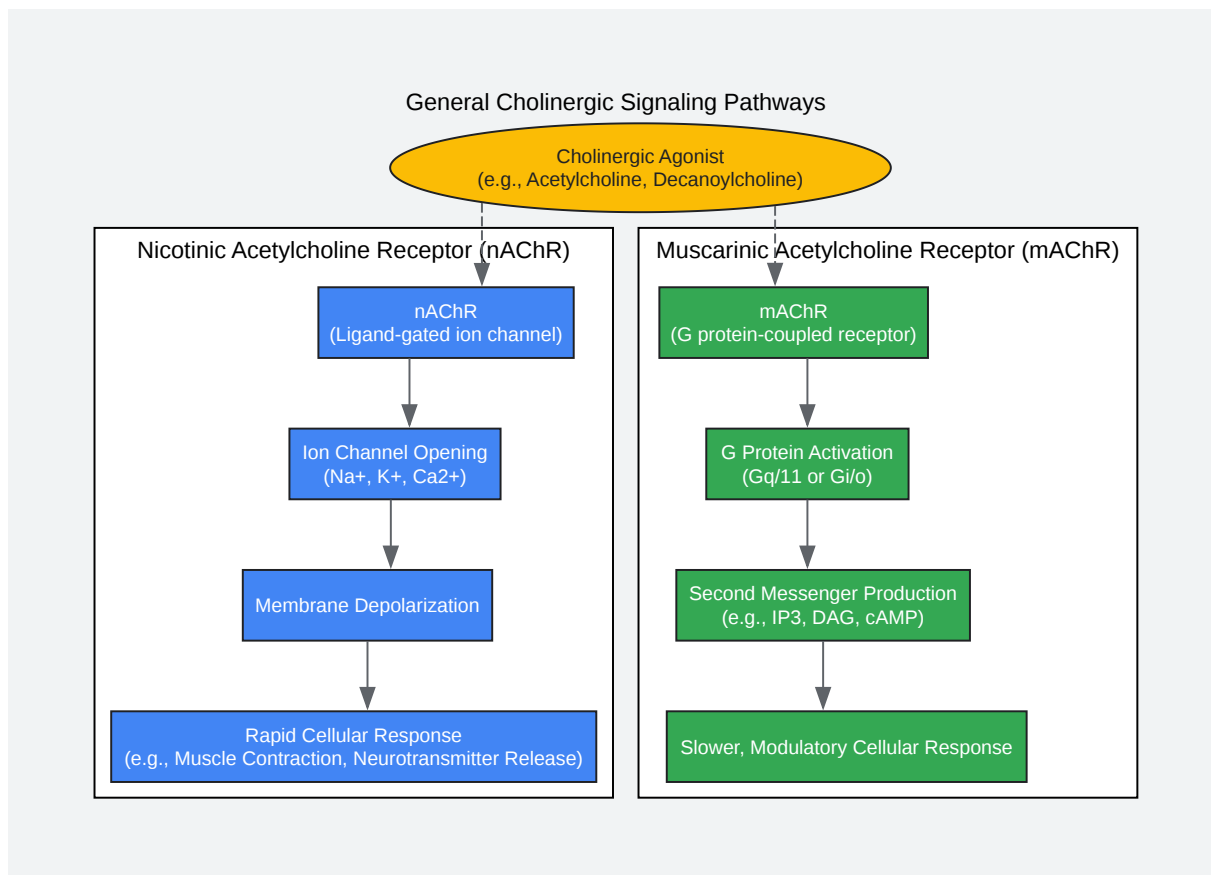 General Cholinergic Signaling Pathways
Cholinergic Agonist
(e.g., Acetylcholine, Decanoylcholine)
Nicotinic Acetylcholine Receptor (nAChR)
nAChR
(Ligand-gated ion channel)
Ion Channel Opening
(Na+, K+, Ca2+)
Membrane Depolarization
Rapid Cellular Response
(e.g., Muscle Contraction, Neurotransmitter Release)
Muscarinic Acetylcholine Receptor (mAChR)
mAChR
(G protein-coupled receptor)
G Protein Activation
(Gq/11 or Gi/o)
Second Messenger Production
(e.g., IP3, DAG, cAMP)
Slower, Modulatory Cellular Response